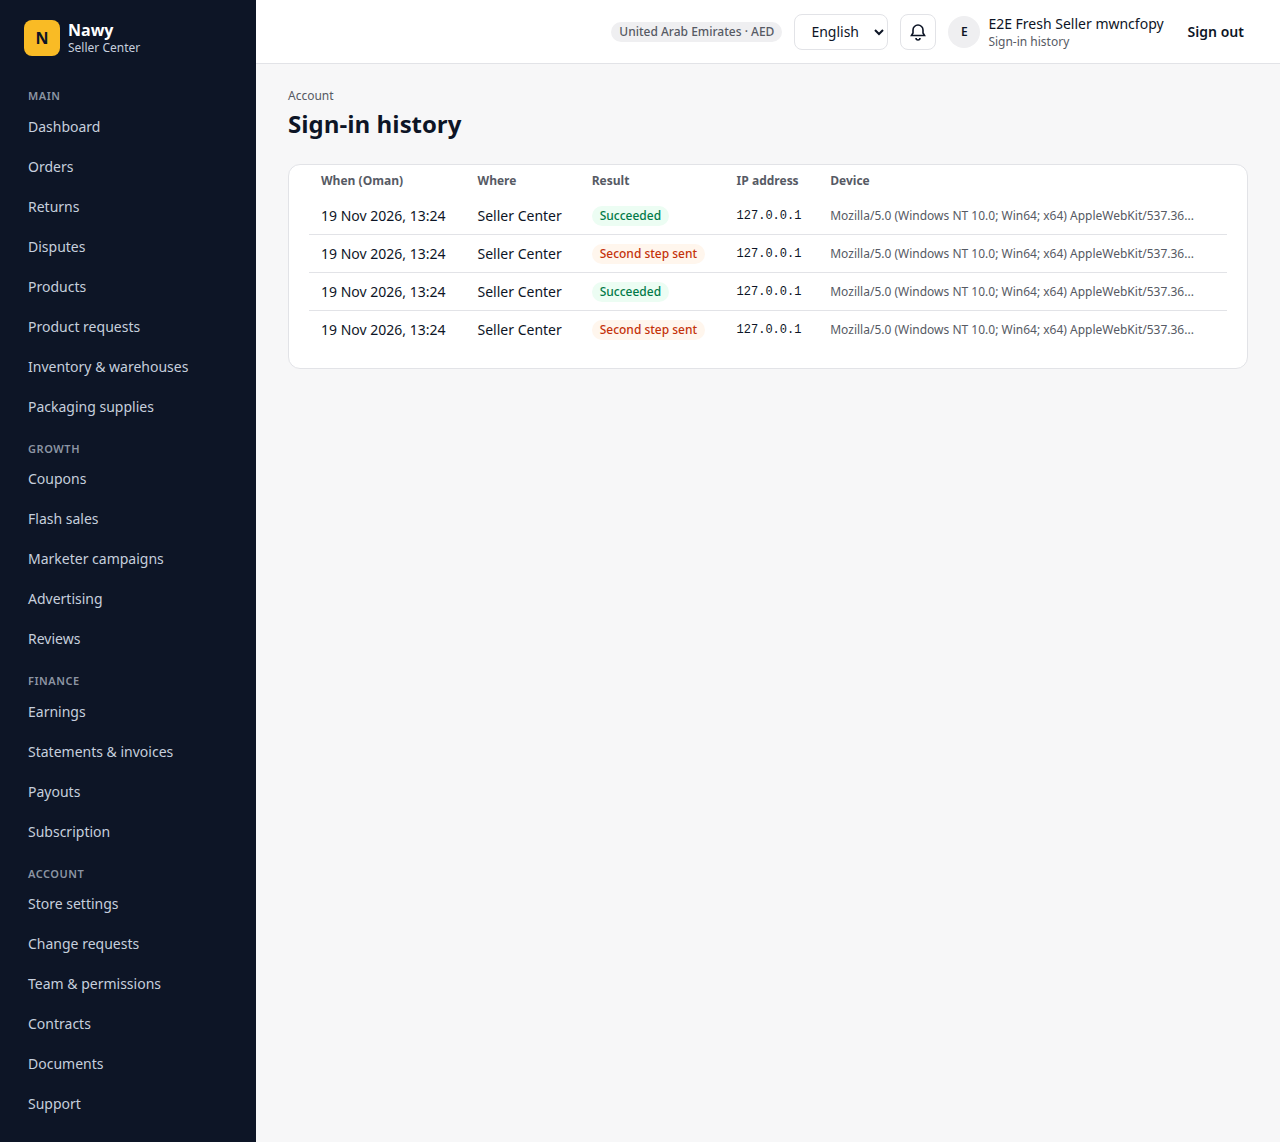 N
Nawy
Seller Center
United Arab Emirates · AED
English
E
E2E Fresh Seller mwncfopy
Sign-in history
Sign out
MAIN
Dashboard
Orders
Returns
Disputes
Products
Product requests
Inventory & warehouses
Packaging supplies
GROWTH
Coupons
Flash sales
Marketer campaigns
Advertising
Reviews
FINANCE
Earnings
Statements & invoices
Payouts
Subscription
ACCOUNT
Store settings
Change requests
Team & permissions
Contracts
Documents
Support
Account
Sign-in history
When (Oman) Where Result IP address Device
19 Nov 2026, 13:24 Seller Center Succeeded 127.0.0.1 Mozilla/5.0 (Windows NT 10.0; Win64; x64) AppleWebKit/537.36...
19 Nov 2026, 13:24 Seller Center Second step sent 127.0.0.1 Mozilla/5.0 (Windows NT 10.0; Win64; x64) AppleWebKit/537.36...
19 Nov 2026, 13:24 Seller Center Succeeded 127.0.0.1 Mozilla/5.0 (Windows NT 10.0; Win64; x64) AppleWebKit/537.36...
19 Nov 2026, 13:24 Seller Center Second step sent 127.0.0.1 Mozilla/5.0 (Windows NT 10.0; Win64; x64) AppleWebKit/537.36...